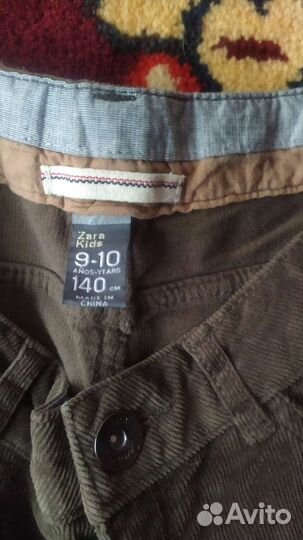 Zara
Kids
9-10
AÑOS-YEARS
140 CM
MADE IN
CHINA
Avito